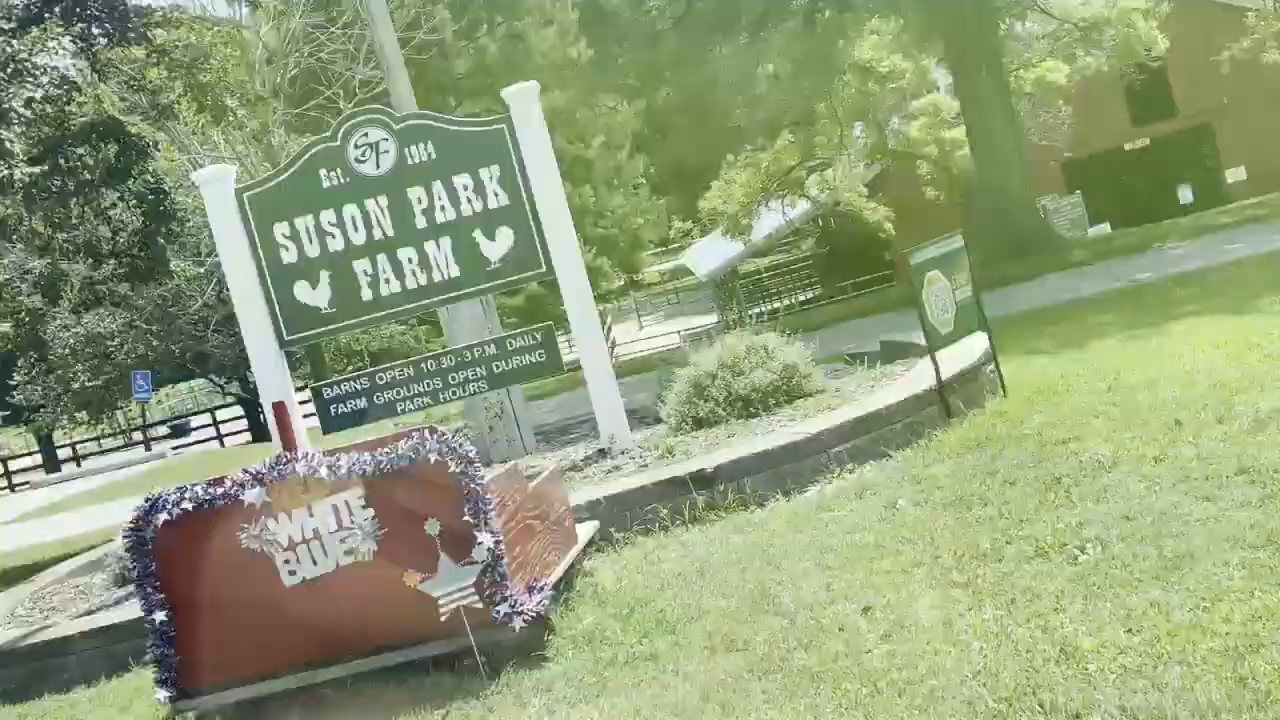 SF
Est. 1964
SUSON PARK
FARM
BARNS OPEN 10:30-3 P.M. DAILY
FARM GROUNDS OPEN DURING
PARK HOURS
WHITE
BLUE